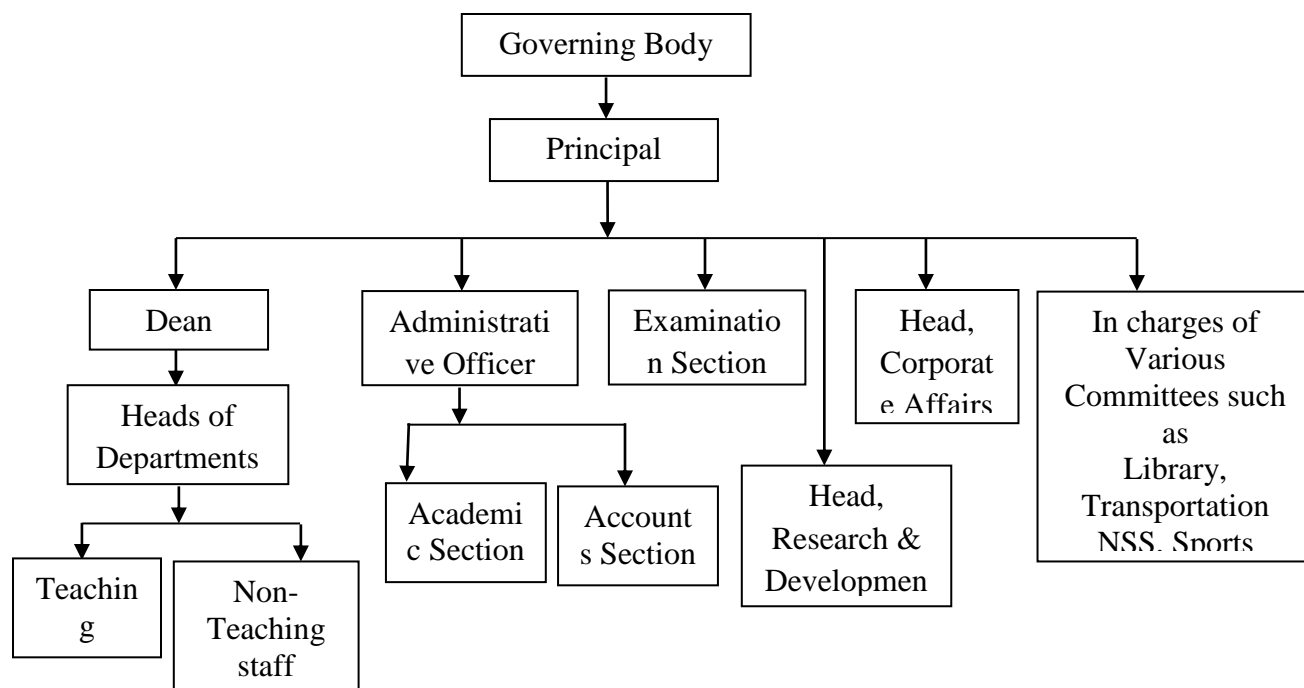 Governing Body
Principal
Dean
Administrati
ve Officer
Examinatio
n Section
Head,
Corporat
e Affairs
In charges of
Various
Committees such
as
Library,
Transportation
NSS, Sports
Heads of
Departments
Academi
c Section
Account
s Section
Head,
Research &
Developmen
Teachin
g
Non-
Teaching
staff